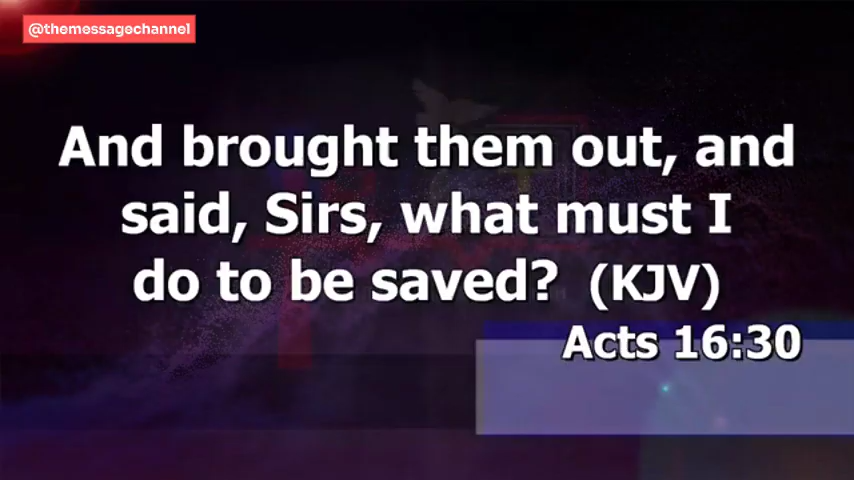 @themessagechannel
And brought them out, and
said, Sirs, what must I
do to be saved? (KJV)
Acts 16:30